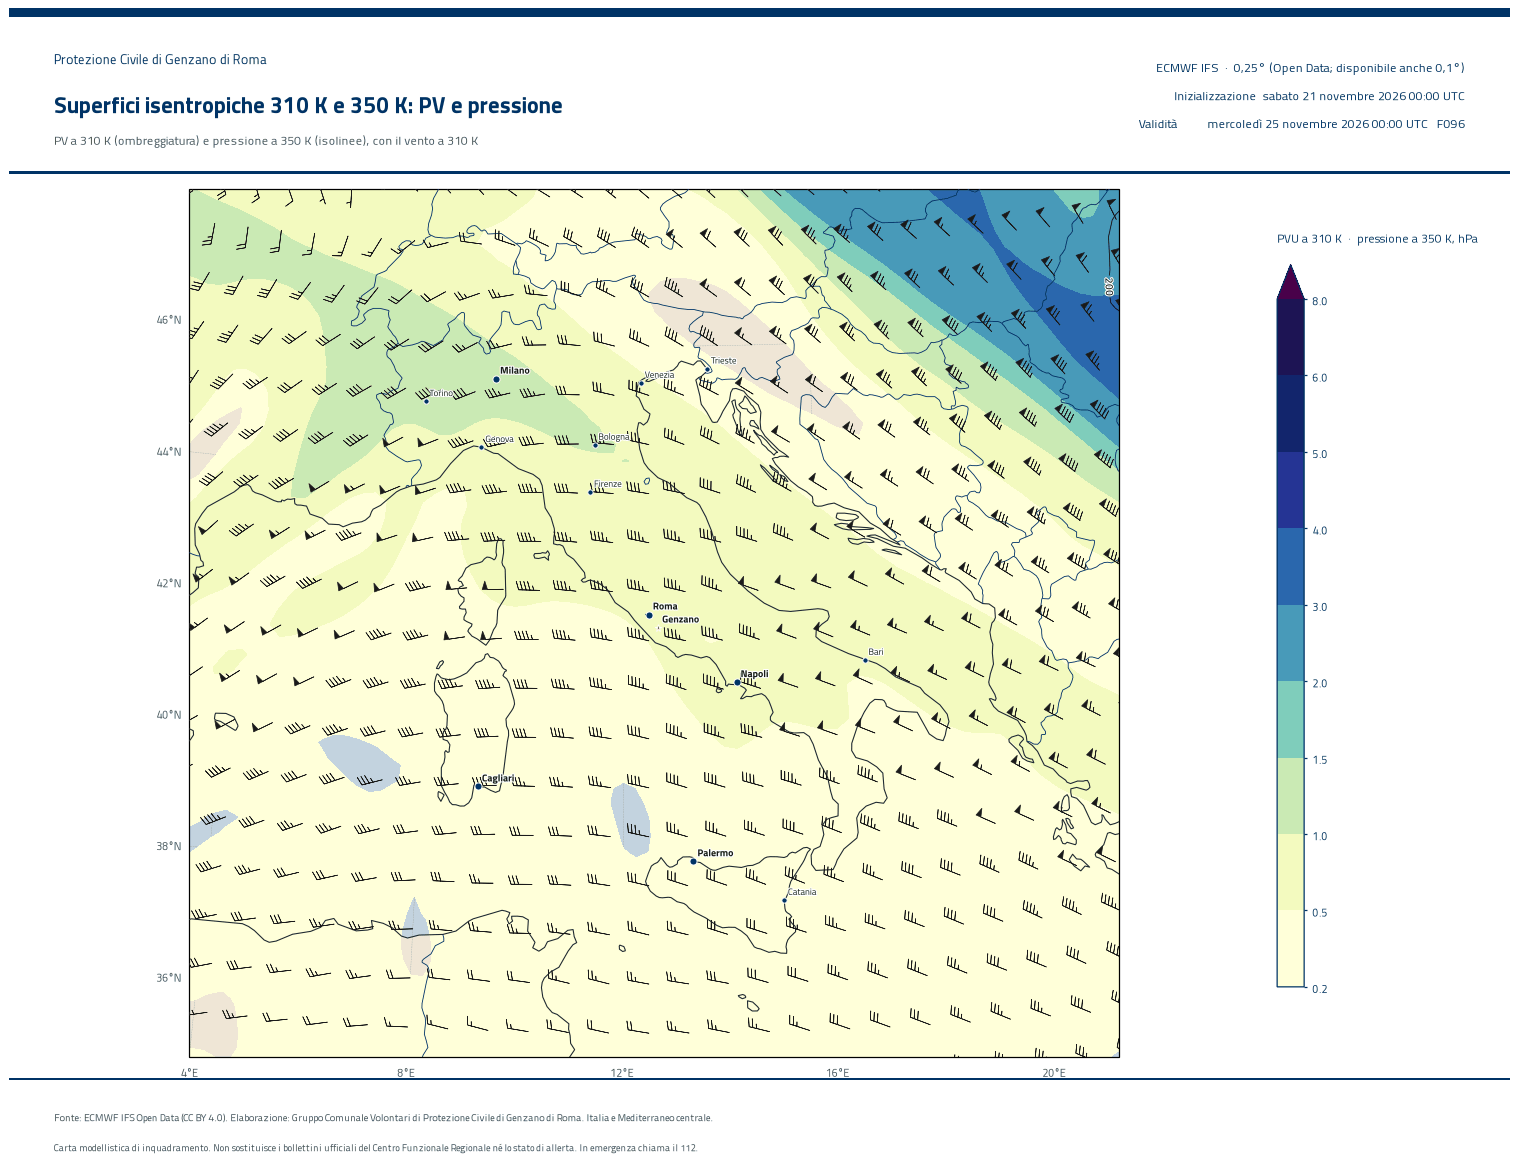 Protezione Civile di Genzano di Roma
Superfici isentropiche 310 K e 350 K: PV e pressione
PV a 310 K (ombreggiatura) e pressione a 350 K (isolinee), con il vento a 310 K
ECMWF IFS · 0,25° (Open Data; disponibile anche 0,1°)
Inizializzazione sabato 21 novembre 2026 00:00 UTC
Validità mercoledì 25 novembre 2026 00:00 UTC F096
PVU a 310 K · pressione a 350 K, hPa
8.0
6.0
5.0
4.0
3.0
2.0
1.5
1.0
0.5
0.2
200
46°N
44°N
42°N
40°N
38°N
36°N
4°E
8°E
12°E
16°E
20°E
Trieste
Milano
Venezia
Torino
Genova
Bologna
Firenze
Roma
Genzano
Bari
Napoli
Cagliari
Palermo
Catania
Fonte: ECMWF IFS Open Data (CC BY 4.0). Elaborazione: Gruppo Comunale Volontari di Protezione Civile di Genzano di Roma. Italia e Mediterraneo centrale.
Carta modellistica di inquadramento. Non sostituisce i bollettini ufficiali del Centro Funzionale Regionale né lo stato di allerta. In emergenza chiama il 112.